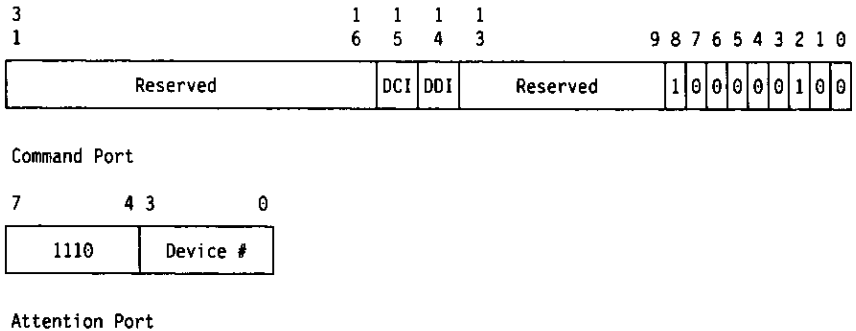 3 1 1 1 1
1 6 5 4 3 9 8 7 6 5 4 3 2 1 0
Reserved DCI DDI Reserved 1 0 0 0 0 0 1 0 0
Command Port
7 4 3 0
1110 Device #
Attention Port